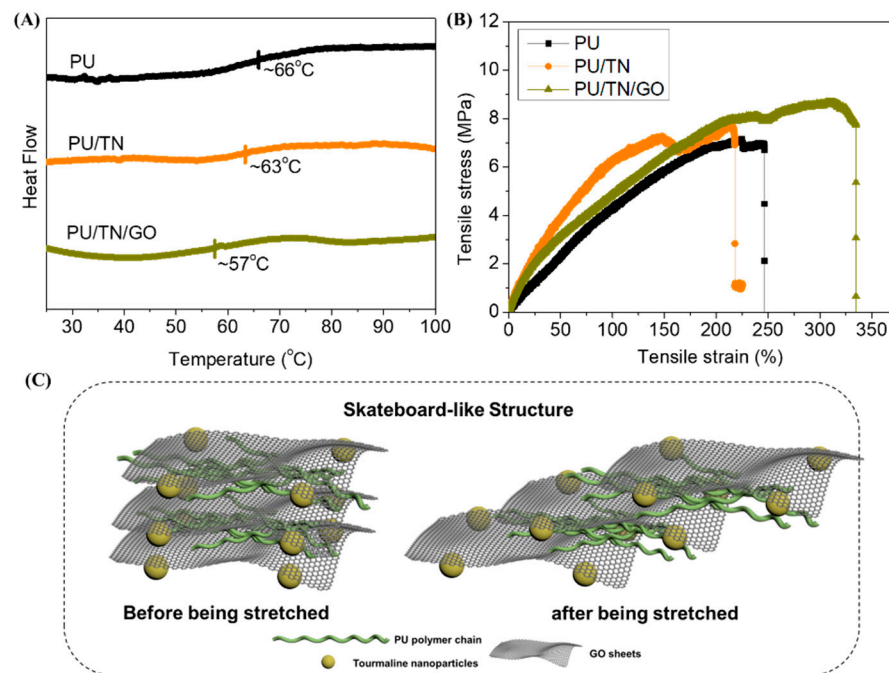 (A)
PU
~66°C
PU/TN
~63°C
PU/TN/GO
~57°C
Heat Flow
30 40 50 60 70 80 90 100
Temperature (°C)
(B)
12
10
8
6
4
2
0
PU
PU/TN
PU/TN/GO
Tensile stress (MPa)
0 50 100 150 200 250 300 350
Tensile strain (%)
(C)
Skateboard-like Structure
Before being stretched
after being stretched
PU polymer chain
GO sheets
Tourmaline nanoparticles